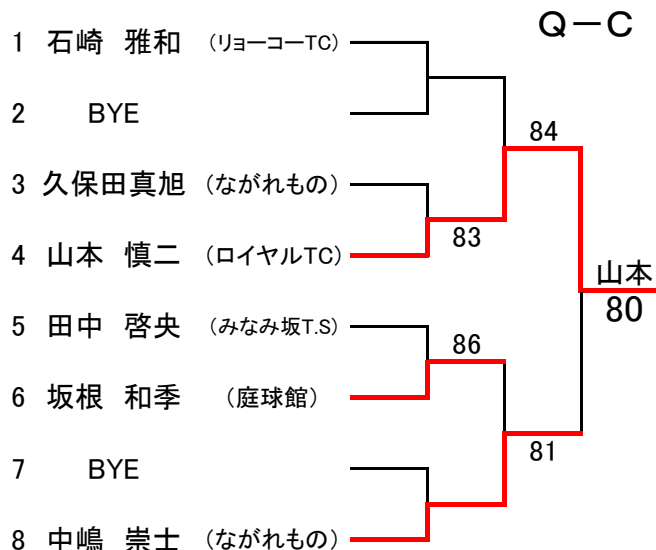 Q－C
1 石崎 雅和 (リョーコーTC)
2 BYE
84
3 久保田真旭 (ながれもの)
83
4 山本 慎二 (ロイヤルTC)
山本
80
5 田中 啓央 (みなみ坂T.S)
86
6 坂根 和季 (庭球館)
81
7 BYE
8 中嶋 崇士 (ながれもの)